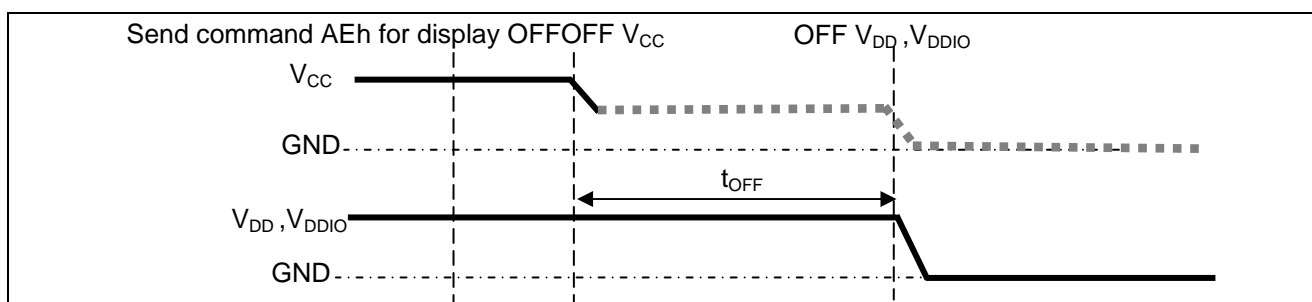 Send command AEh for display OFFOFF VCC OFF VDD ,VDDIO
VCC
GND
tOFF
VDD ,VDDIO
GND